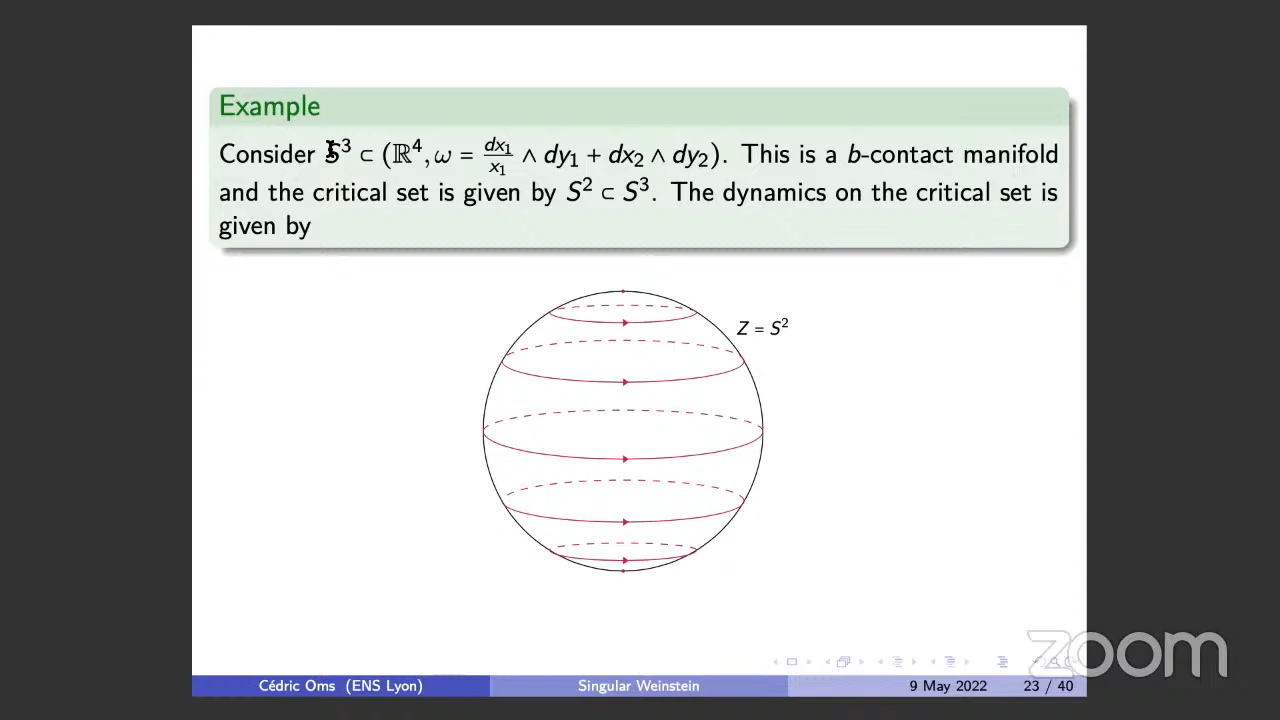 Example
Consider S³ ⊂ (ℝ⁴, ω = dx₁/x₁ ∧ dy₁ + dx₂ ∧ dy₂). This is a b-contact manifold
and the critical set is given by S² ⊂ S³. The dynamics on the critical set is
given by
Z = S²
zoom
Cédric Oms (ENS Lyon) Singular Weinstein 9 May 2022 23 / 40